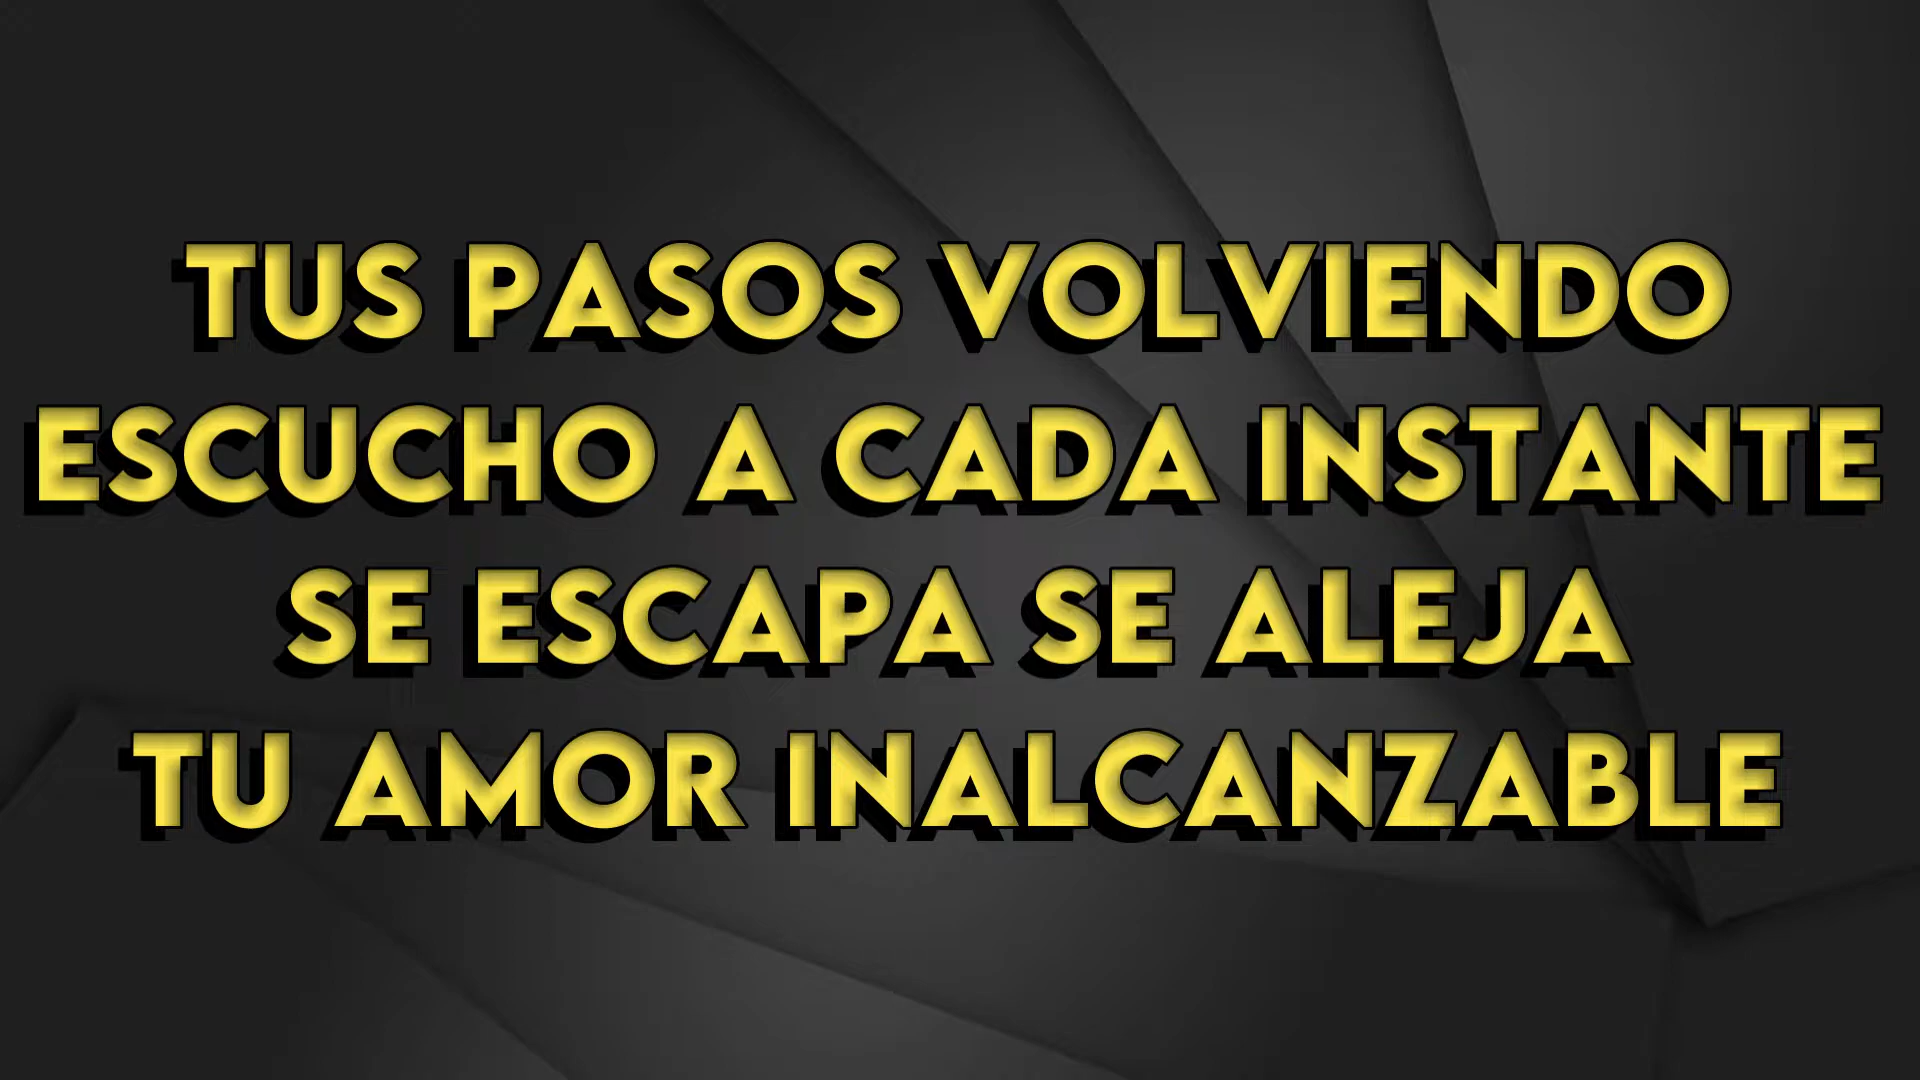 TUS PASOS VOLVIENDO
ESCUCHO A CADA INSTANTE
SE ESCAPA SE ALEJA
TU AMOR INALCANZABLE